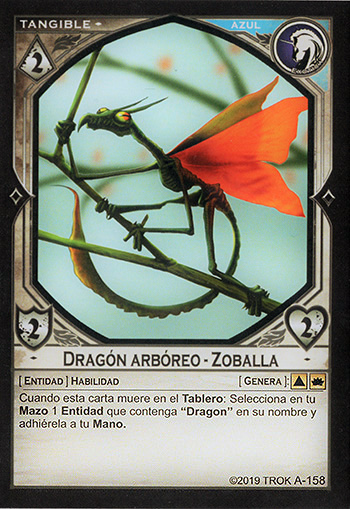 TANGIBLE -
AZUL
2
2
2
DRAGÓN ARBÓREO - ZOBALLA
[ ENTIDAD ] HABILIDAD
[ GENERA ]:
Cuando esta carta muere en el Tablero: Selecciona en tu
Mazo 1 Entidad que contenga “Dragon” en su nombre y
adhiérela a tu Mano.
©2019 TROK A-158